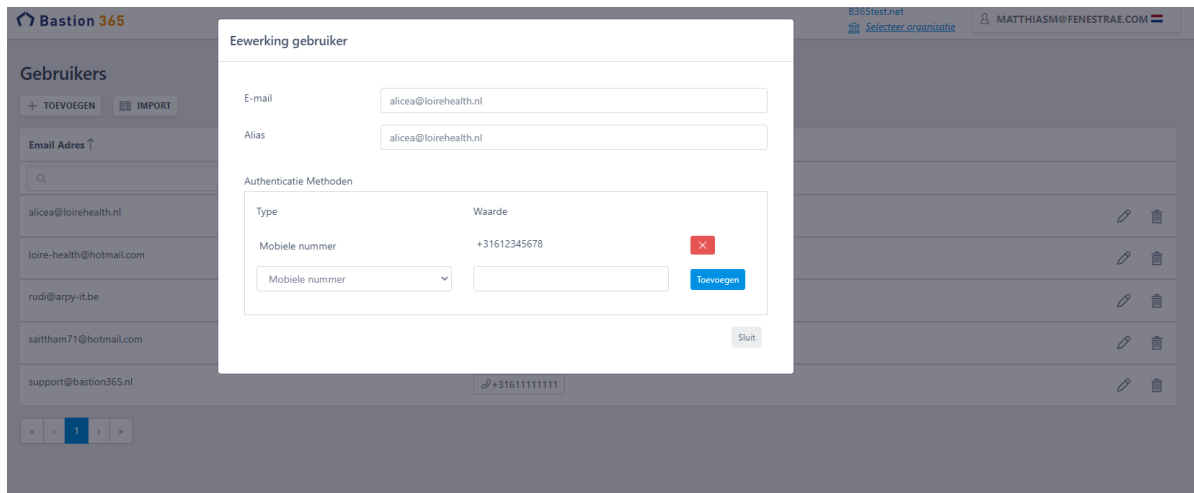 Bastion 365
B365test.net
Selecteer organisatie
MATTHIASM@FENESTRAE.COM
Eewerking gebruiker
Gebruikers
+ TOEVOEGEN
IMPORT
E-mail
alicea@loirehealth.nl
Alias
alicea@loirehealth.nl
Email Adres ↑
Authenticatie Methoden
Type
Waarde
alicea@loirehealth.nl
Mobiele nummer
+31612345678
loire-health@hotmail.com
Mobiele nummer
Toevoegen
rudi@arpy-it.be
saittham71@hotmail.com
Sluit
support@bastion365.nl
+31611111111
« ‹ 1 › »